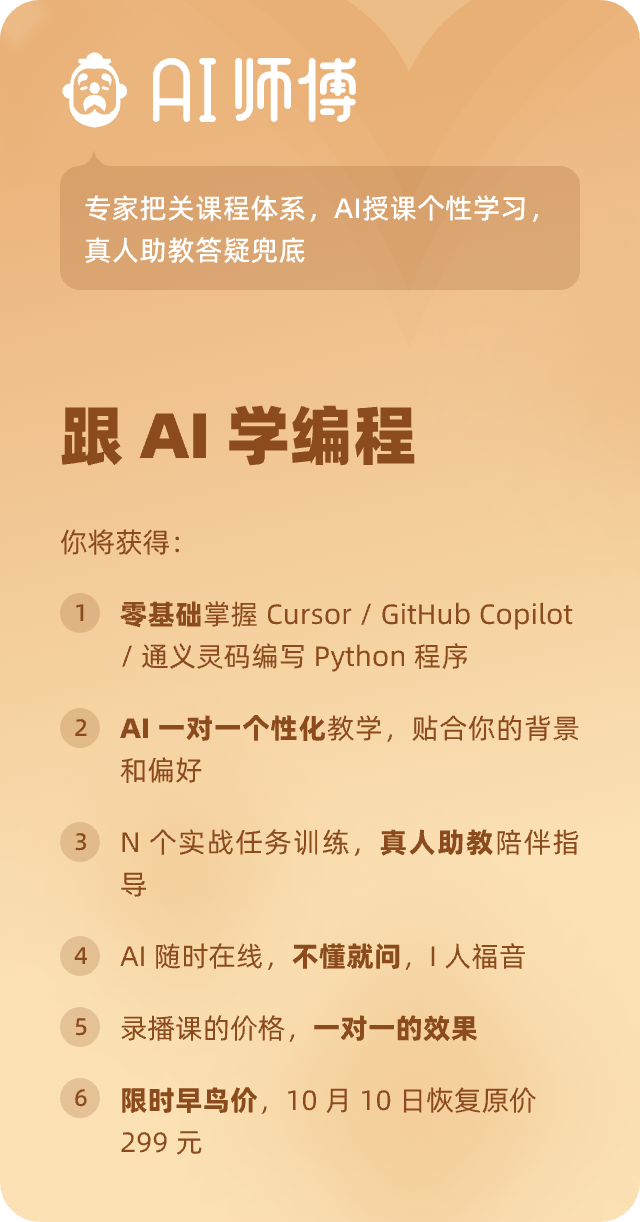 AI 师傅
专家把关课程体系，AI授课个性学习，
真人助教答疑兜底
跟 AI 学编程
你将获得：
1 零基础掌握 Cursor / GitHub Copilot
/ 通义灵码编写 Python 程序
2 AI 一对一个性化教学，贴合你的背景
和偏好
3 N 个实战任务训练，真人助教陪伴指
导
4 AI 随时在线，不懂就问，I 人福音
5 录播课的价格，一对一的效果
6 限时早鸟价，10 月 10 日恢复原价
299 元